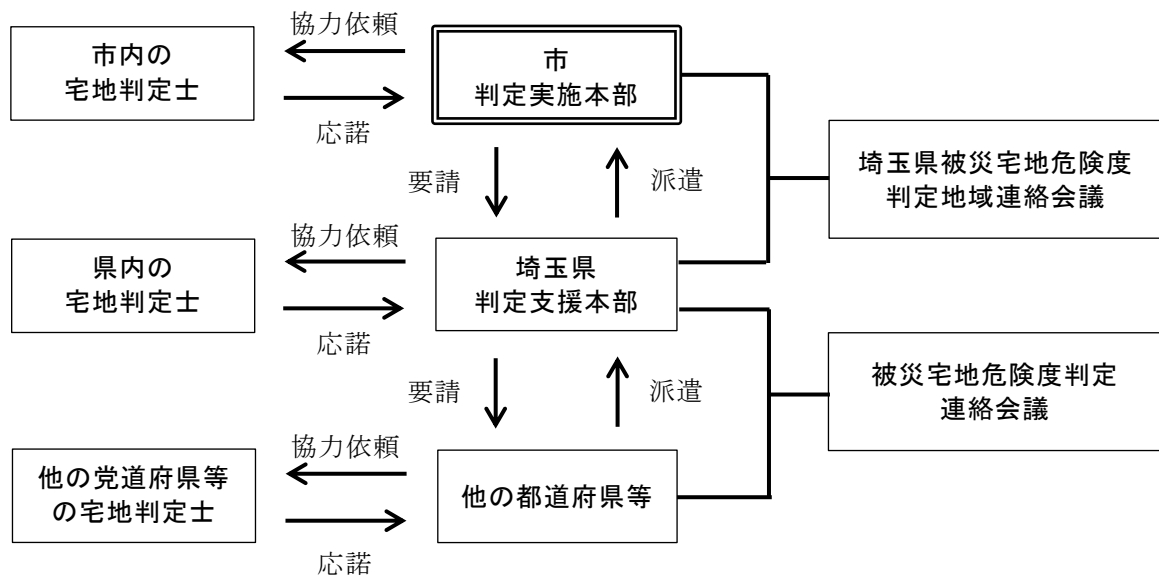 協力依頼
市内の
宅地判定士
市
判定実施本部
応諾
要請
派遣
埼玉県被災宅地危険度
判定地域連絡会議
協力依頼
県内の
宅地判定士
埼玉県
判定支援本部
応諾
要請
派遣
被災宅地危険度判定
連絡会議
協力依頼
他の党道府県等
の宅地判定士
他の都道府県等
応諾